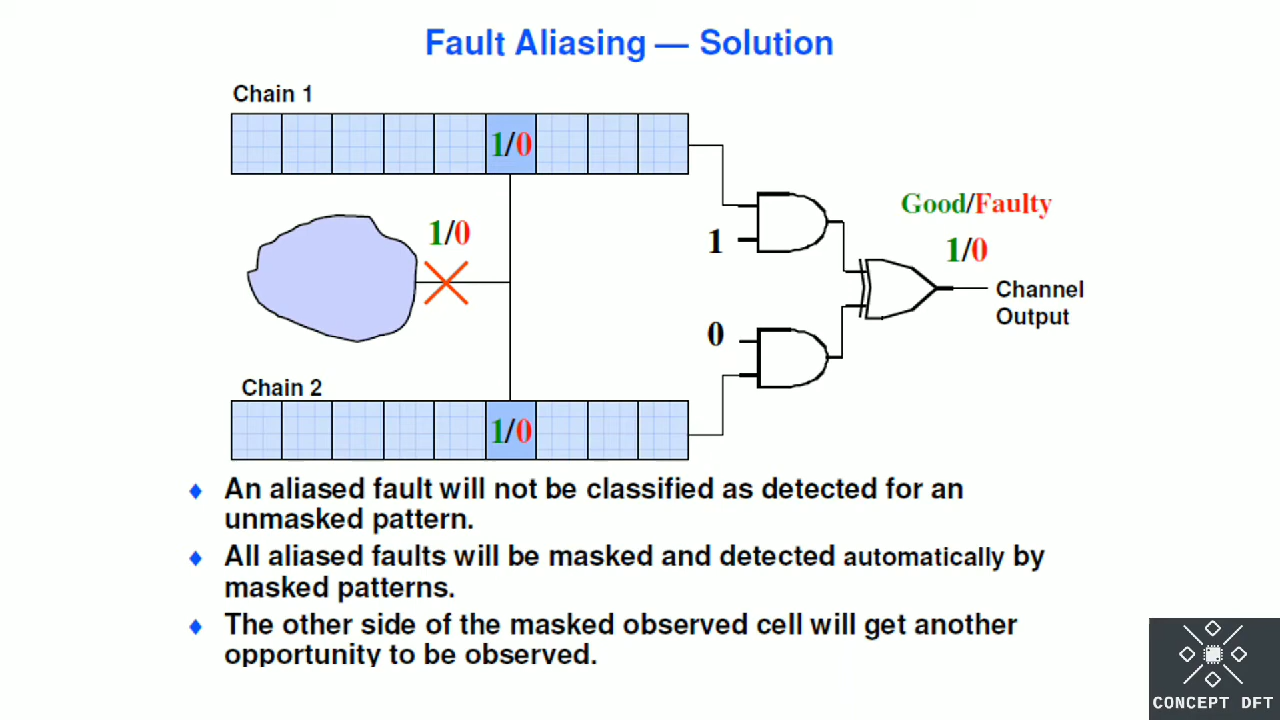 Fault Aliasing — Solution
Chain 1
1/0
1/0
1
Good/Faulty
1/0
Channel
Output
0
Chain 2
1/0
♦ An aliased fault will not be classified as detected for an
unmasked pattern.
♦ All aliased faults will be masked and detected automatically by
masked patterns.
♦ The other side of the masked observed cell will get another
opportunity to be observed.
CONCEPT DFT